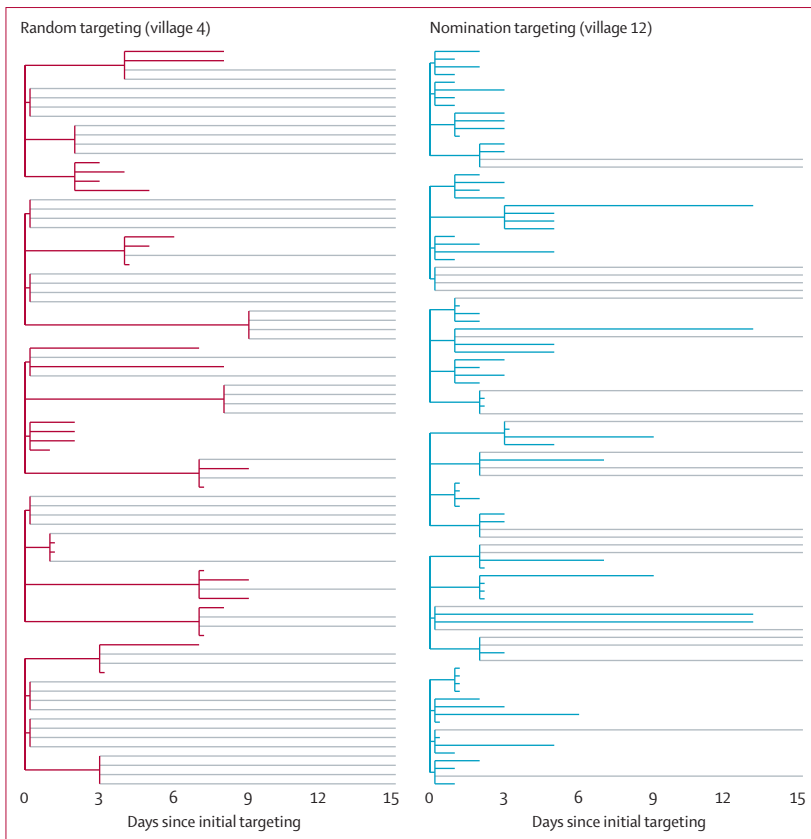 Random targeting (village 4)
Nomination targeting (village 12)
0 3 6 9 12 15
Days since initial targeting
0 3 6 9 12 15
Days since initial targeting